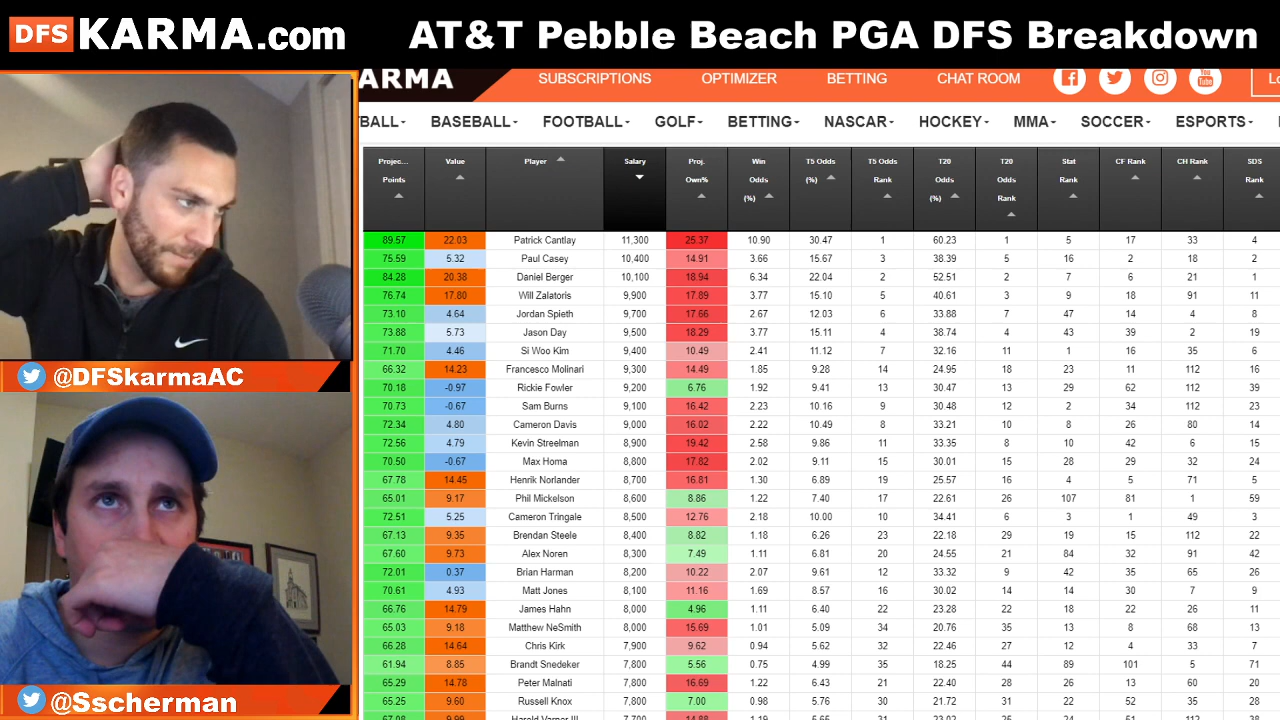 DFS KARMA.com AT&T Pebble Beach PGA DFS Breakdown
KARMA SUBSCRIPTIONS OPTIMIZER BETTING CHAT ROOM You Tube Lo
BALL BASEBALL FOOTBALL GOLF BETTING NASCAR HOCKEY MMA SOCCER ESPORTS
Projec... Points Value Player Salary Proj. Own% Win Odds (%) T5 Odds (%) T5 Odds Rank T20 Odds (%) T20 Odds Rank Stat Rank CF Rank CH Rank SDS Rank
89.57 22.03 Patrick Cantlay 11,300 25.37 10.90 30.47 1 60.23 1 5 17 33 4
75.59 5.32 Paul Casey 10,400 14.91 3.66 15.67 3 38.39 5 16 2 18 2
84.28 20.38 Daniel Berger 10,100 18.94 6.34 22.04 2 52.51 2 7 6 21 1
76.74 17.80 Will Zalatoris 9,900 17.89 3.77 15.10 5 40.61 3 9 18 91 11
73.10 4.64 Jordan Spieth 9,700 17.66 2.67 12.03 6 33.88 7 47 14 4 8
73.88 5.73 Jason Day 9,500 18.29 3.77 15.11 4 38.74 4 43 39 2 19
71.70 4.46 Si Woo Kim 9,400 10.49 2.41 11.12 7 32.16 11 1 16 35 6
66.32 14.23 Francesco Molinari 9,300 14.49 1.85 9.28 14 24.95 18 23 11 112 16
70.18 -0.97 Rickie Fowler 9,200 6.76 1.92 9.41 13 30.47 13 29 62 112 39
70.73 -0.67 Sam Burns 9,100 16.42 2.23 10.16 9 30.48 12 2 34 112 23
72.34 4.80 Cameron Davis 9,000 16.02 2.22 10.49 8 33.21 10 8 26 80 14
72.56 4.79 Kevin Streelman 8,900 19.42 2.58 9.86 11 33.35 8 10 42 6 15
70.50 -0.67 Max Homa 8,800 17.82 2.02 9.11 15 30.01 15 28 29 32 24
67.78 14.45 Henrik Norlander 8,700 16.81 1.30 6.89 19 25.57 16 4 5 71 5
65.01 9.17 Phil Mickelson 8,600 8.86 1.22 7.40 17 22.61 26 107 81 1 59
72.51 5.25 Cameron Tringale 8,500 12.76 2.18 10.00 10 34.41 6 3 1 49 3
67.13 9.35 Brendan Steele 8,400 8.82 1.18 6.26 23 22.18 29 19 15 112 22
67.60 9.73 Alex Noren 8,300 7.49 1.11 6.81 20 24.55 21 84 32 91 42
72.01 0.37 Brian Harman 8,200 10.22 2.07 9.61 12 33.32 9 42 35 65 26
70.61 4.93 Matt Jones 8,100 11.16 1.69 8.57 16 30.02 14 14 30 7 9
66.76 14.79 James Hahn 8,000 4.96 1.11 6.40 22 23.28 22 18 22 26 11
65.03 9.18 Matthew NeSmith 8,000 15.69 1.01 5.09 34 20.76 35 13 8 68 13
66.28 14.64 Chris Kirk 7,900 9.62 0.94 5.62 32 22.46 27 12 4 33 7
61.94 8.85 Brandt Snedeker 7,800 5.56 0.75 4.99 35 18.25 44 89 101 5 71
65.29 14.78 Peter Malnati 7,800 16.69 1.22 6.43 21 22.40 28 26 13 60 20
65.25 9.60 Russell Knox 7,800 7.00 0.98 5.76 31 21.72 31 22 52 35 28
67.08 9.99 Harold Varner III 7,700 14.88 1.19 5.65 30 23.02 25 24 51 112 38
@DFSkarmaAC
@Sscherman